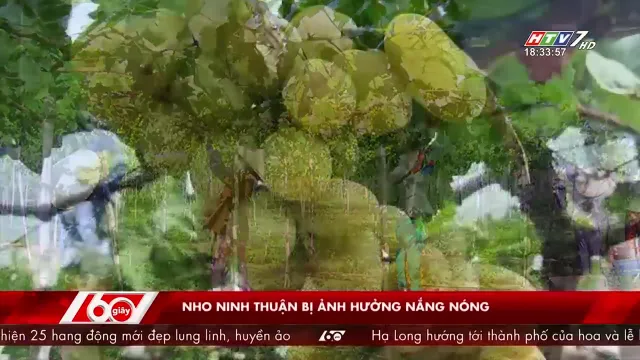 HTV7 HD
18:33:57
60 giây
NHO NINH THUẬN BỊ ẢNH HƯỞNG NẮNG NÓNG
hiện 25 hang động mới đẹp lung linh, huyền ảo 60 Hạ Long hướng tới thành phố của hoa và lễ